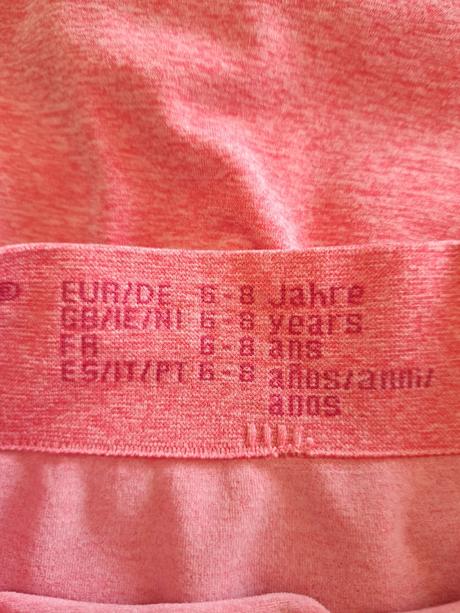 ®
EUR/DE 6-8 Jahre
GB/IE/NI 6-8 years
FR 6-8 ans
ES/IT/PT 6-8 años/anni/
anos